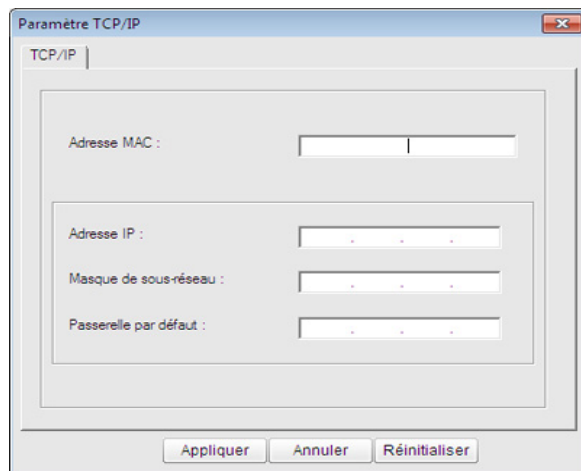 Paramètre TCP/IP
TCP/IP
Adresse MAC :
Adresse IP :
. . .
Masque de sous-réseau :
. . .
Passerelle par défaut :
. . .
Appliquer
Annuler
Réinitialiser